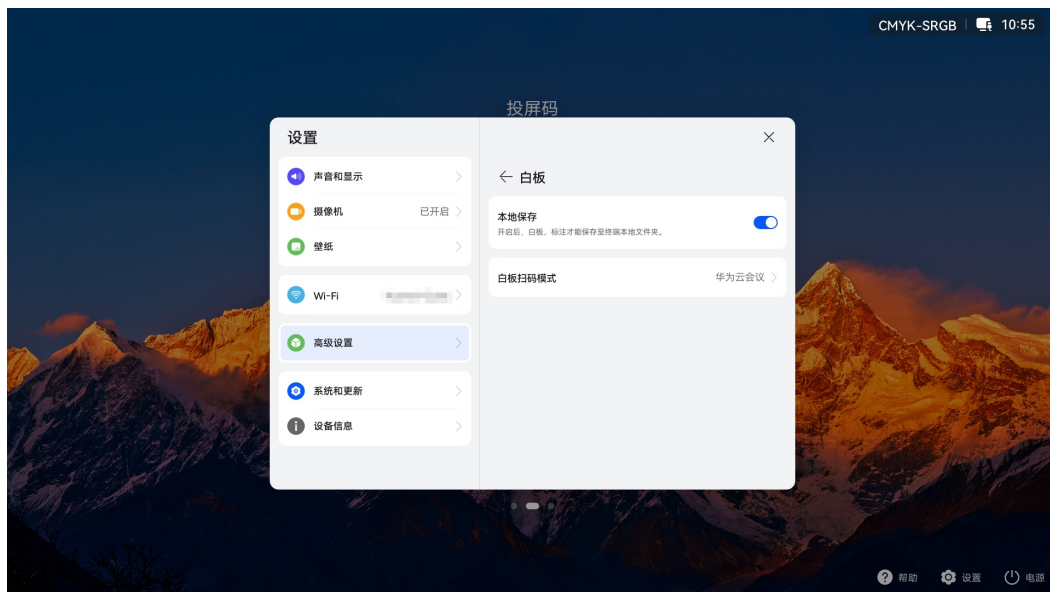 CMYK-SRGB 10:55
投屏码
设置
声音和显示
摄像机 已开启
壁纸
Wi-Fi
高级设置
系统和更新
设备信息
白板
本地保存
开启后，白板、标注才能保存至终端本地文件夹。
白板扫码模式 华为云会议
帮助 设置 电源